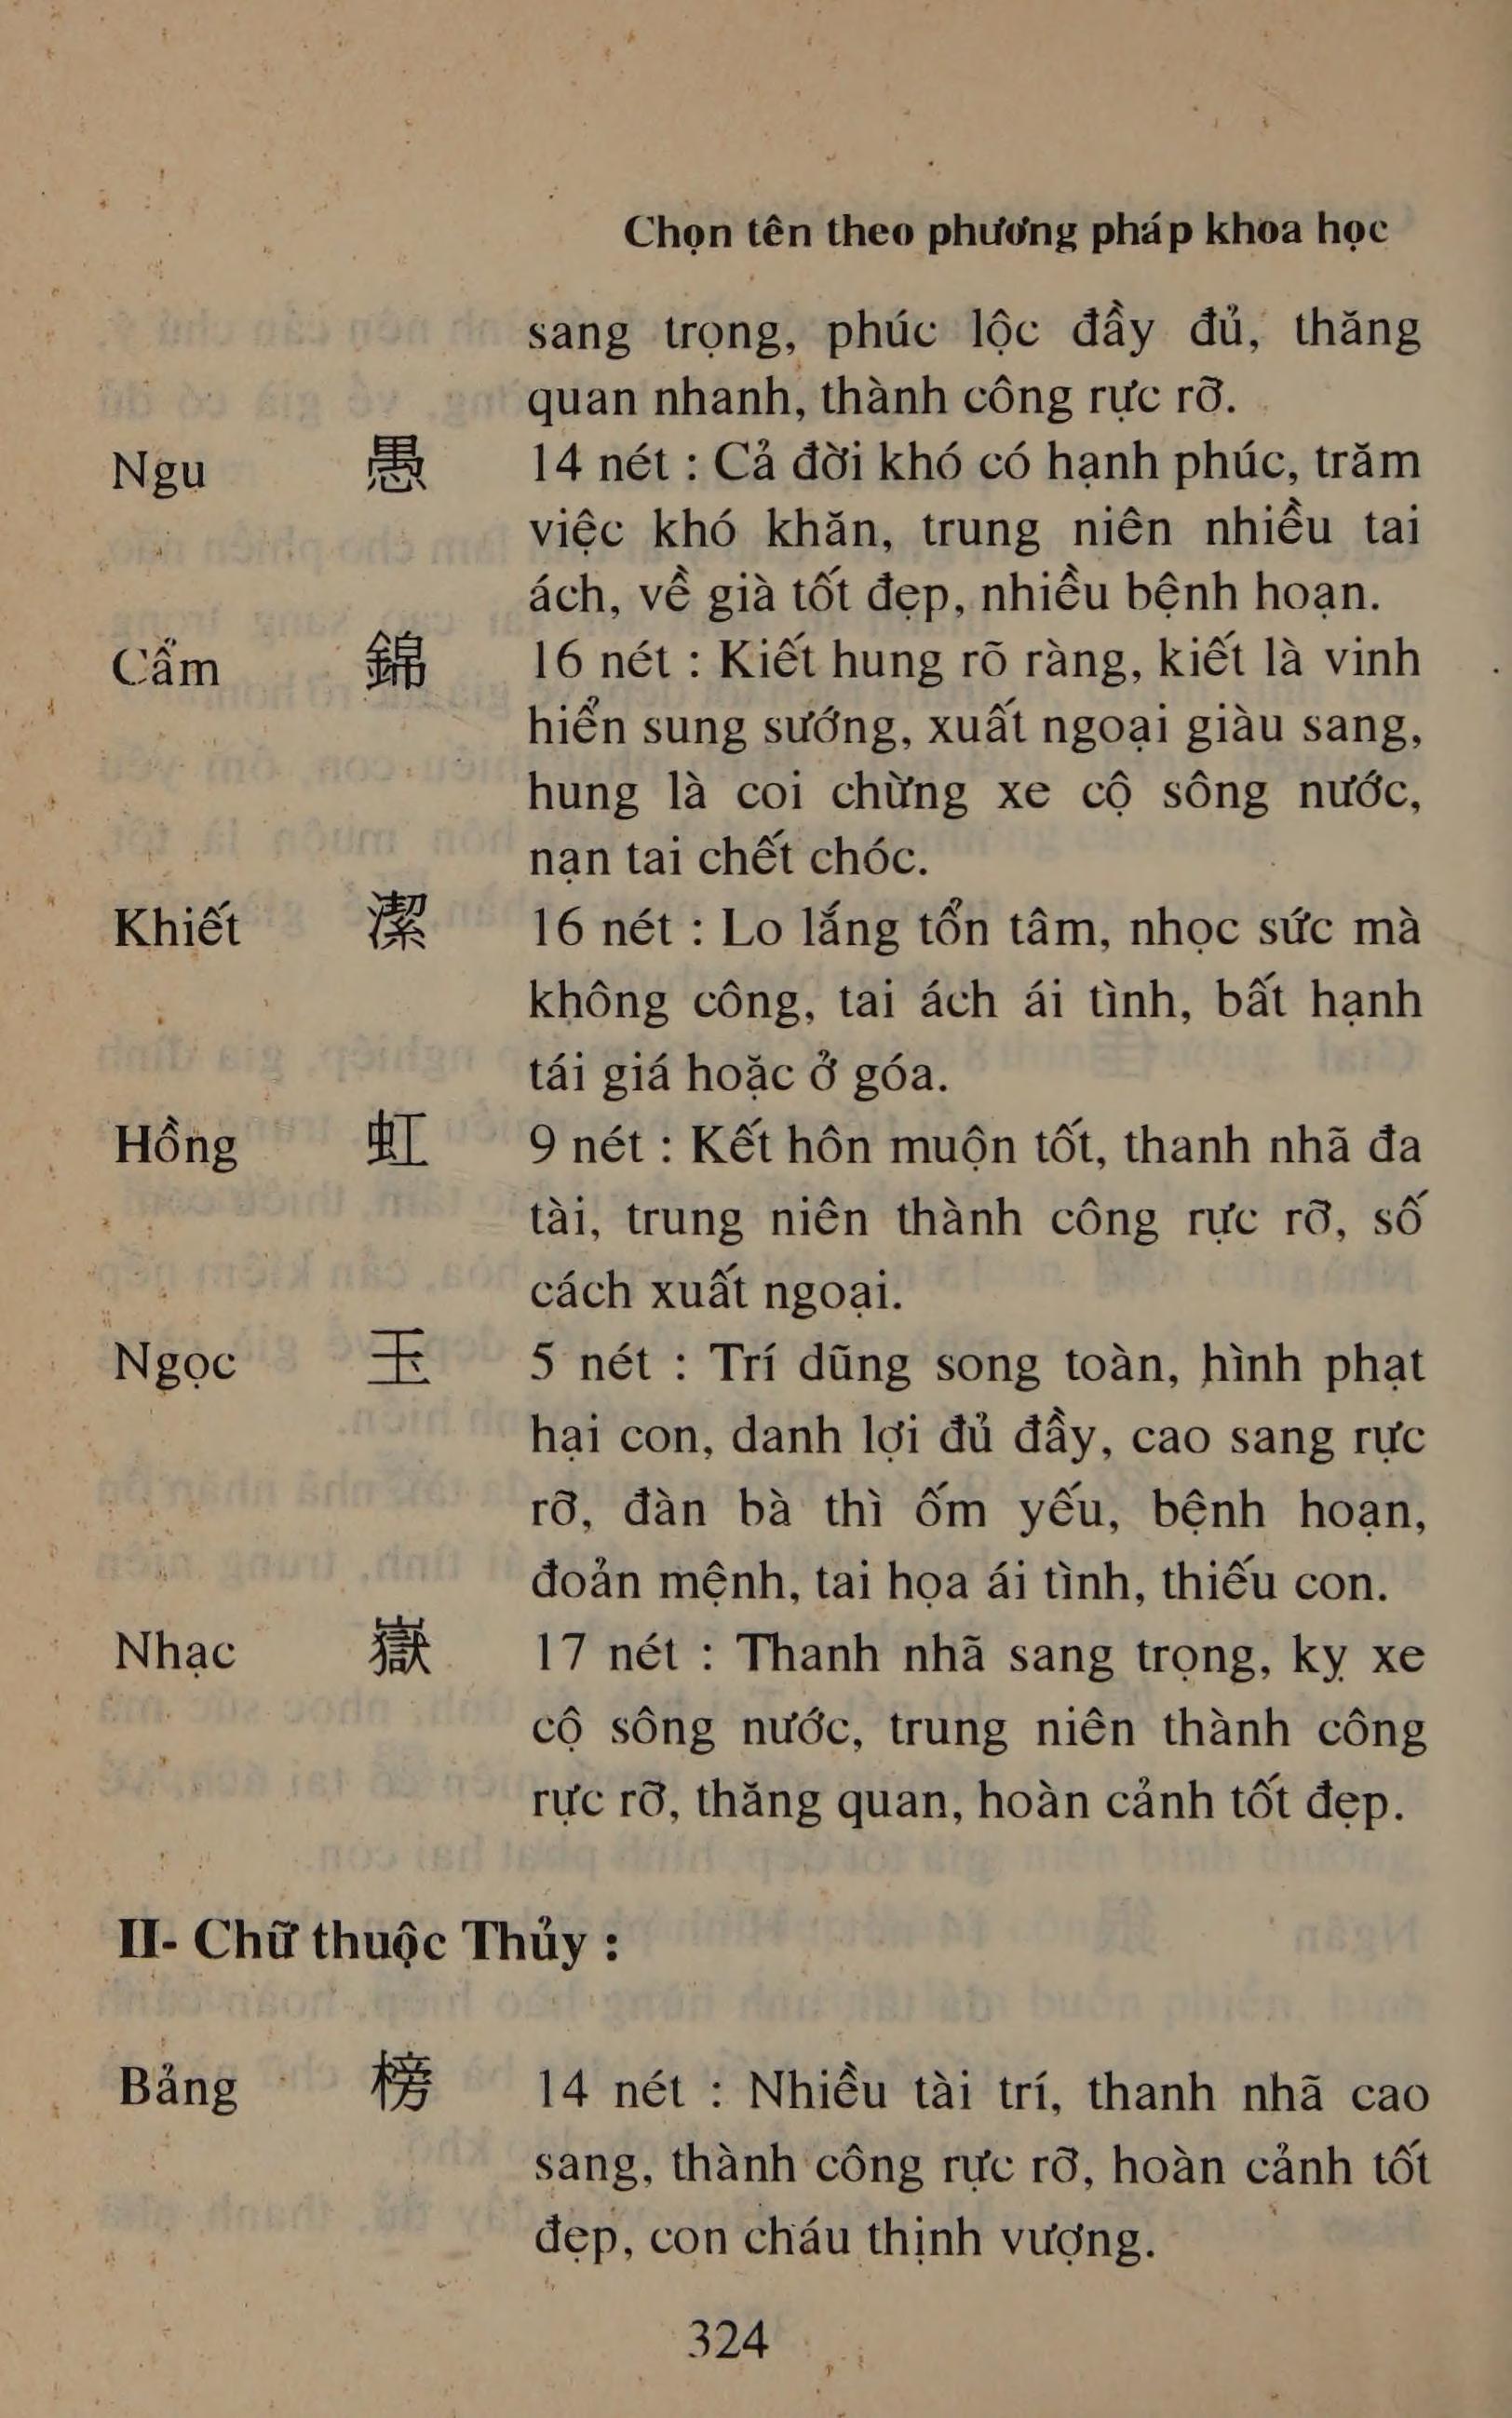 Chọn tên theo phương pháp khoa học
sang trọng, phúc lộc đầy đủ, thăng
quan nhanh, thành công rực rỡ.
Ngu 愚 14 nét : Cả đời khó có hạnh phúc, trăm
việc khó khăn, trung niên nhiều tai
ách, về già tốt đẹp, nhiều bệnh hoạn.
Cẩm 錦 16 nét : Kiết hung rõ ràng, kiết là vinh
hiển sung sướng, xuất ngoại giàu sang,
hung là coi chừng xe cộ sông nước,
nạn tai chết chóc.
Khiết 潔 16 nét : Lo lắng tổn tâm, nhọc sức mà
không công, tai ách ái tình, bất hạnh
tái giá hoặc ở góa.
Hồng 虹 9 nét : Kết hôn muộn tốt, thanh nhã đa
tài, trung niên thành công rực rỡ, số
cách xuất ngoại.
Ngọc 玉 5 nét : Trí dũng song toàn, hình phạt
hại con, danh lợi đủ đầy, cao sang rực
rỡ, đàn bà thì ốm yếu, bệnh hoạn,
đoản mệnh, tai họa ái tình, thiếu con.
Nhạc 嶽 17 nét : Thanh nhã sang trọng, kỵ xe
cộ sông nước, trung niên thành công
rực rỡ, thăng quan, hoàn cảnh tốt đẹp.
II- Chữ thuộc Thủy :
Bảng 榜 14 nét : Nhiều tài trí, thanh nhã cao
sang, thành công rực rỡ, hoàn cảnh tốt
đẹp, con cháu thịnh vượng.
324